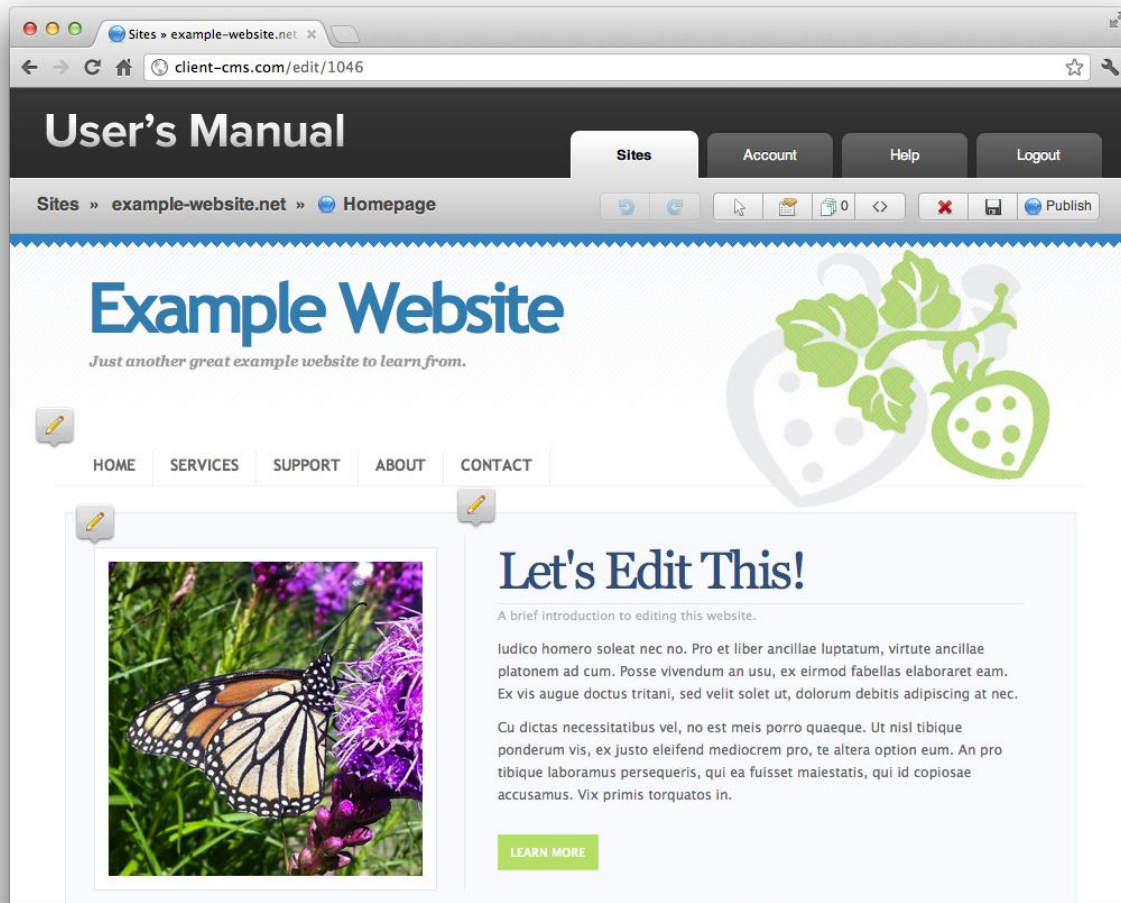 Sites » example-website.net
client-cms.com/edit/1046
User's Manual
Sites
Account
Help
Logout
Sites » example-website.net » Homepage
0
<>
Publish
Example Website
Just another great example website to learn from.
HOME SERVICES SUPPORT ABOUT CONTACT
Let's Edit This!
A brief introduction to editing this website.
Iudico homero soleat nec no. Pro et liber ancillae luptatum, virtute ancillae
platonem ad cum. Posse vivendum an usu, ex eirmod fabellas elaboraret eam.
Ex vis augue doctus tritani, sed velit solet ut, dolorum debitis adipiscing at nec.
Cu dictas necessitatibus vel, no est meis porro quaeque. Ut nisl tibique
ponderum vis, ex justo eleifend mediocrem pro, te altera option eum. An pro
tibique laboramus persequeris, qui ea fuisset maiestatis, qui id copiosae
accusamus. Vix primis torquatos in.
LEARN MORE